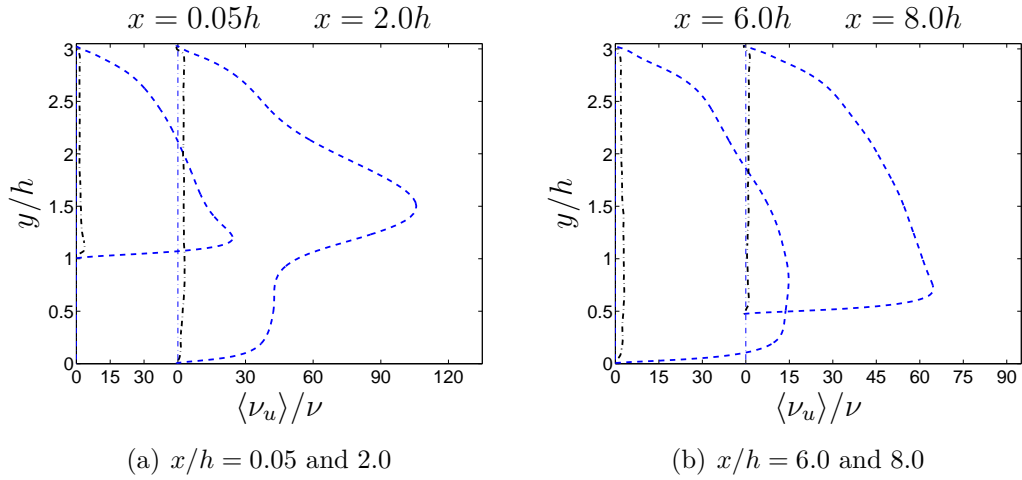 x = 0.05h x = 2.0h
3
2.5
2
1.5
1
0.5
0
y/h
0 15 30 0 30 60 90 120
⟨ν_u⟩/ν
(a) x/h = 0.05 and 2.0
x = 6.0h x = 8.0h
3
2.5
2
1.5
1
0.5
0
y/h
0 15 30 0 15 30 45 60 75 90
⟨ν_u⟩/ν
(b) x/h = 6.0 and 8.0